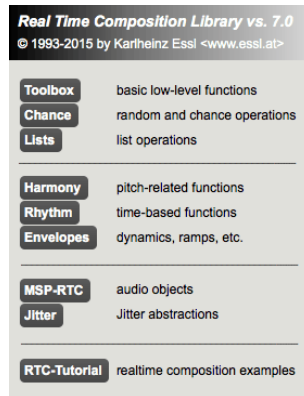 Real Time Composition Library vs. 7.0
© 1993-2015 by Karlheinz Essl <www.essl.at>
Toolbox basic low-level functions
Chance random and chance operations
Lists list operations
Harmony pitch-related functions
Rhythm time-based functions
Envelopes dynamics, ramps, etc.
MSP-RTC audio objects
Jitter Jitter abstractions
RTC-Tutorial realtime composition examples